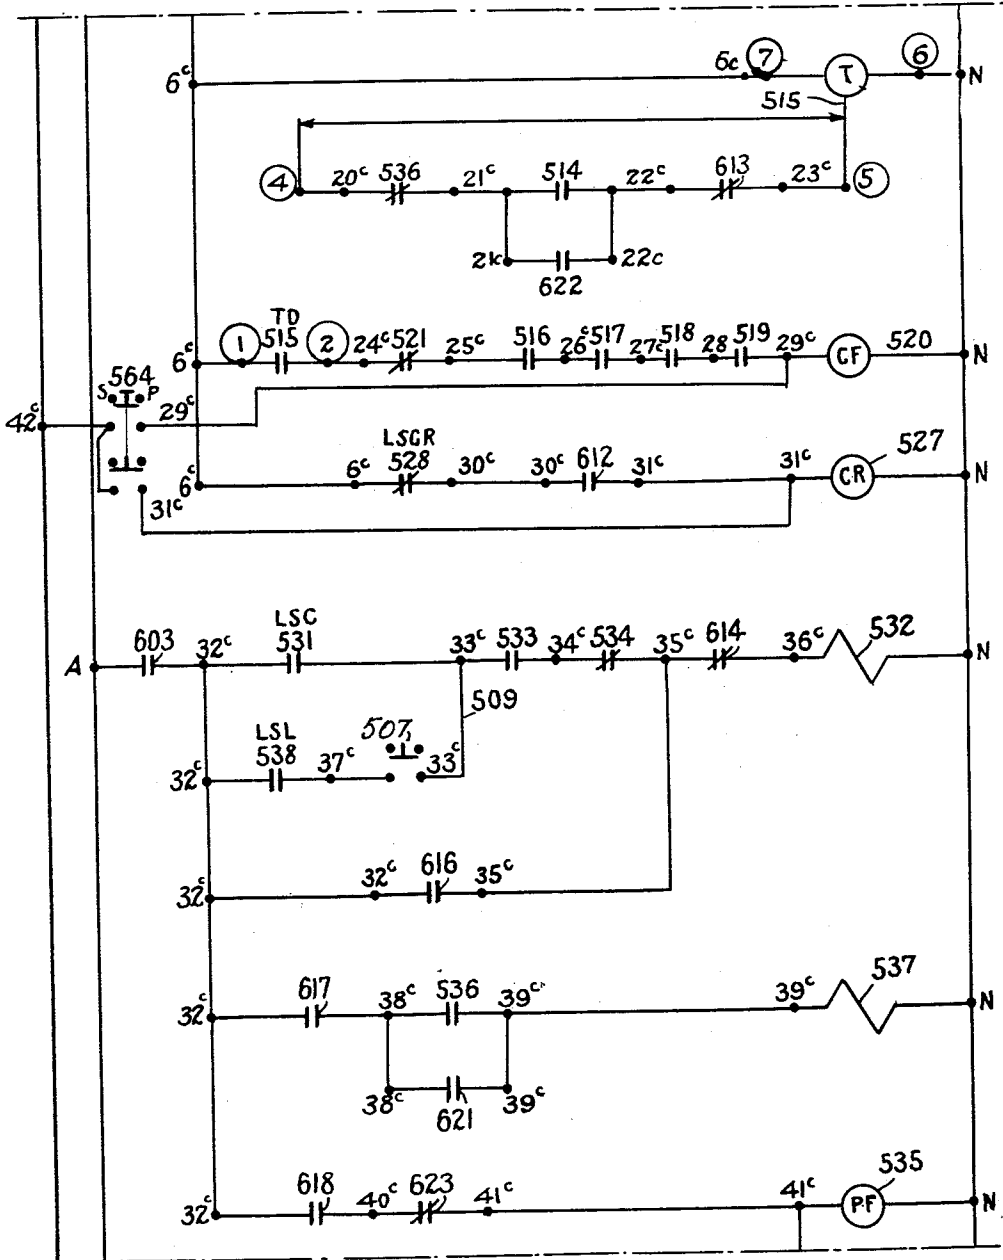 6c 6c 7 T 6 N
515
4 20c 536 21c 514 22c 613 23c 5
21c 622 22c
TD
6c 1 515 2 24c 521 25c 516 26c 517 27c 518 28 519 29c CF 520 N
564
S P
42c 29c
LSCR
6c 6c 528 30c 30c 612 31c 31c CR 527 N
31c
LSC
A 603 32c 531 33c 533 34c 534 35c 614 36c 532 N
509
LSL
32c 538 37c 507 33c
32c 32c 616 35c
32c 617 38c 536 39c 39c 537 N
38c 621 39c
32c 618 40c 623 41c 41c PF 535 N